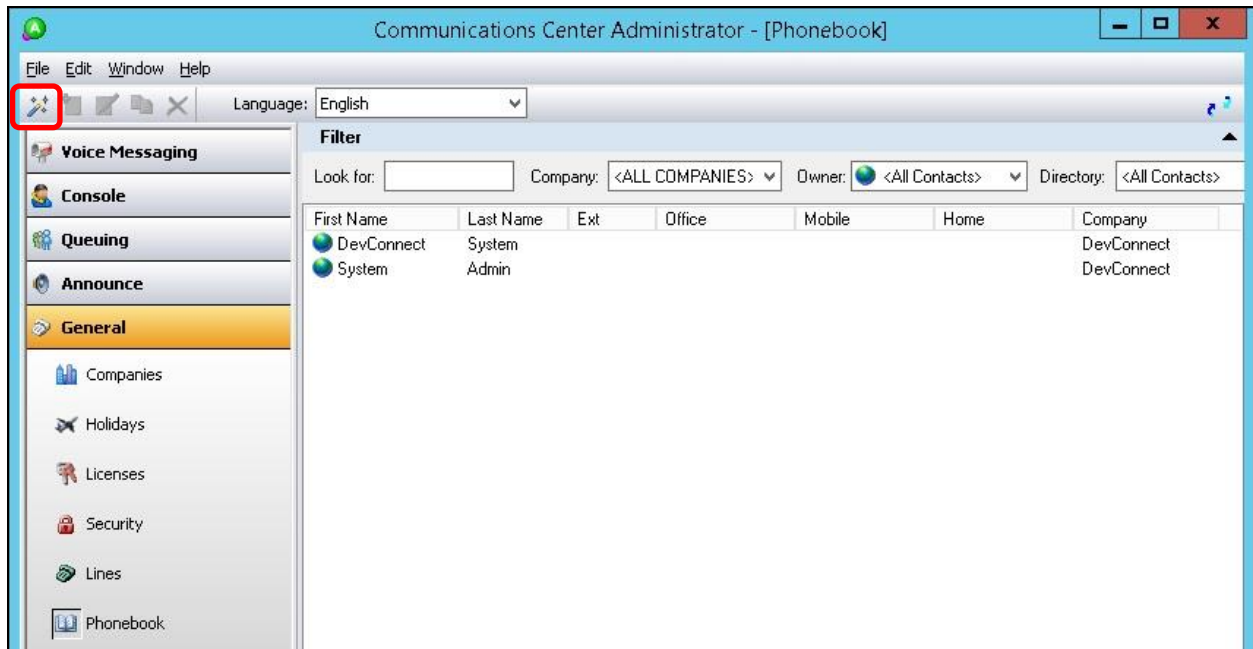 Communications Center Administrator - [Phonebook]
File Edit Window Help
Language: English
Voice Messaging
Console
Queuing
Announce
General
Companies
Holidays
Licenses
Security
Lines
Phonebook
Filter
Look for: Company: <ALL COMPANIES> Owner: <All Contacts> Directory: <All Contacts>
First Name Last Name Ext Office Mobile Home Company
DevConnect System DevConnect
System Admin DevConnect